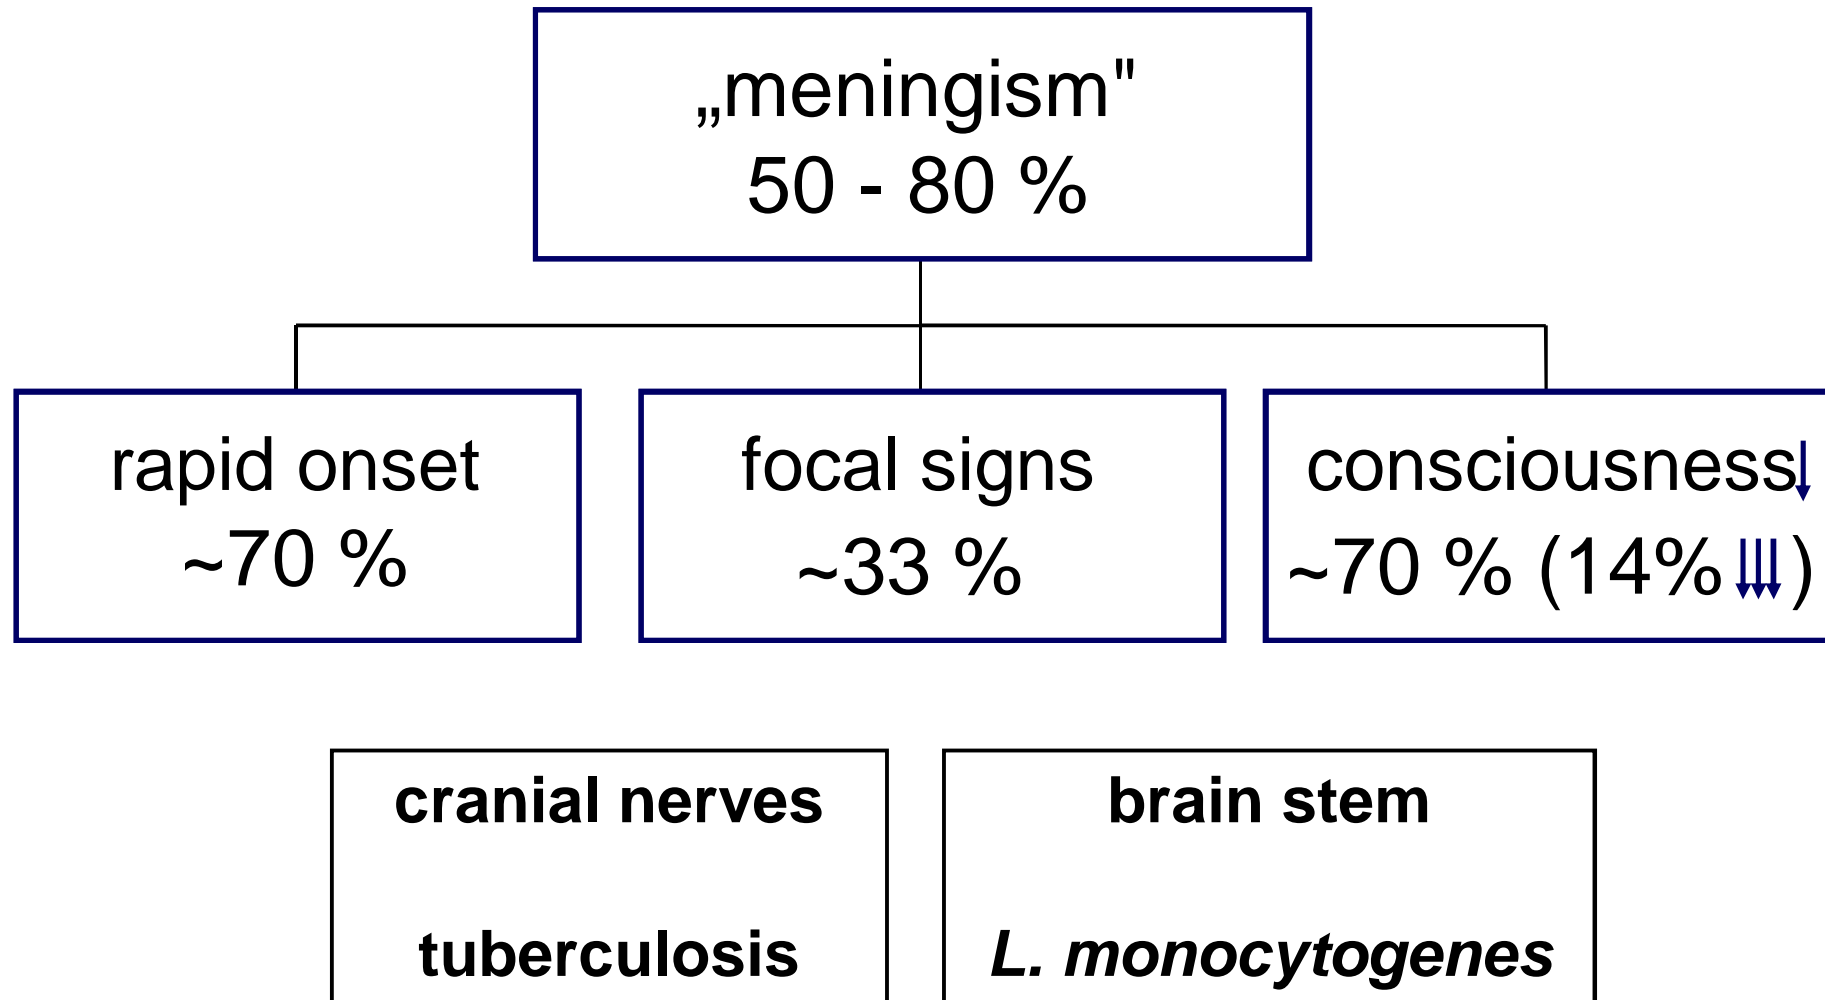 „meningism"
50 - 80 %
rapid onset
~70 %
focal signs
~33 %
consciousness↓
~70 % (14%↓↓↓)
cranial nerves
tuberculosis
brain stem
L. monocytogenes